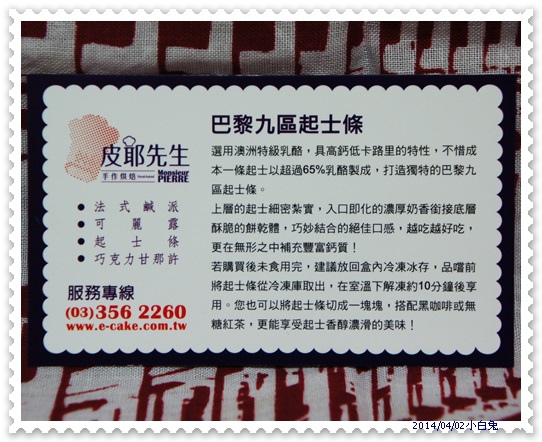 皮耶先生
手作烘焙 Hand-baked
Monsieur
PIERRE
● 法式鹹派
● 可麗露
● 起士條
● 巧克力甘那許
服務專線
(03)356 2260
www.e-cake.com.tw
巴黎九區起士條
選用澳洲特級乳酪，具高鈣低卡路里的特性，不惜成
本一條起士以超過65%乳酪製成，打造獨特的巴黎九
區起士條。
上層的起士細密紮實，入口即化的濃厚奶香銜接底層
酥脆的餅乾體，巧妙結合的絕佳口感，越吃越好吃，
更在無形之中補充豐富鈣質！
若購買後未食用完，建議放回盒內冷凍冰存，品嚐前
將起士條從冷凍庫取出，在室溫下解凍約10分鐘後享
用。您也可以將起士條切成一塊塊，搭配黑咖啡或無
糖紅茶，更能享受起士香醇濃滑的美味！
2014/04/02小白兔